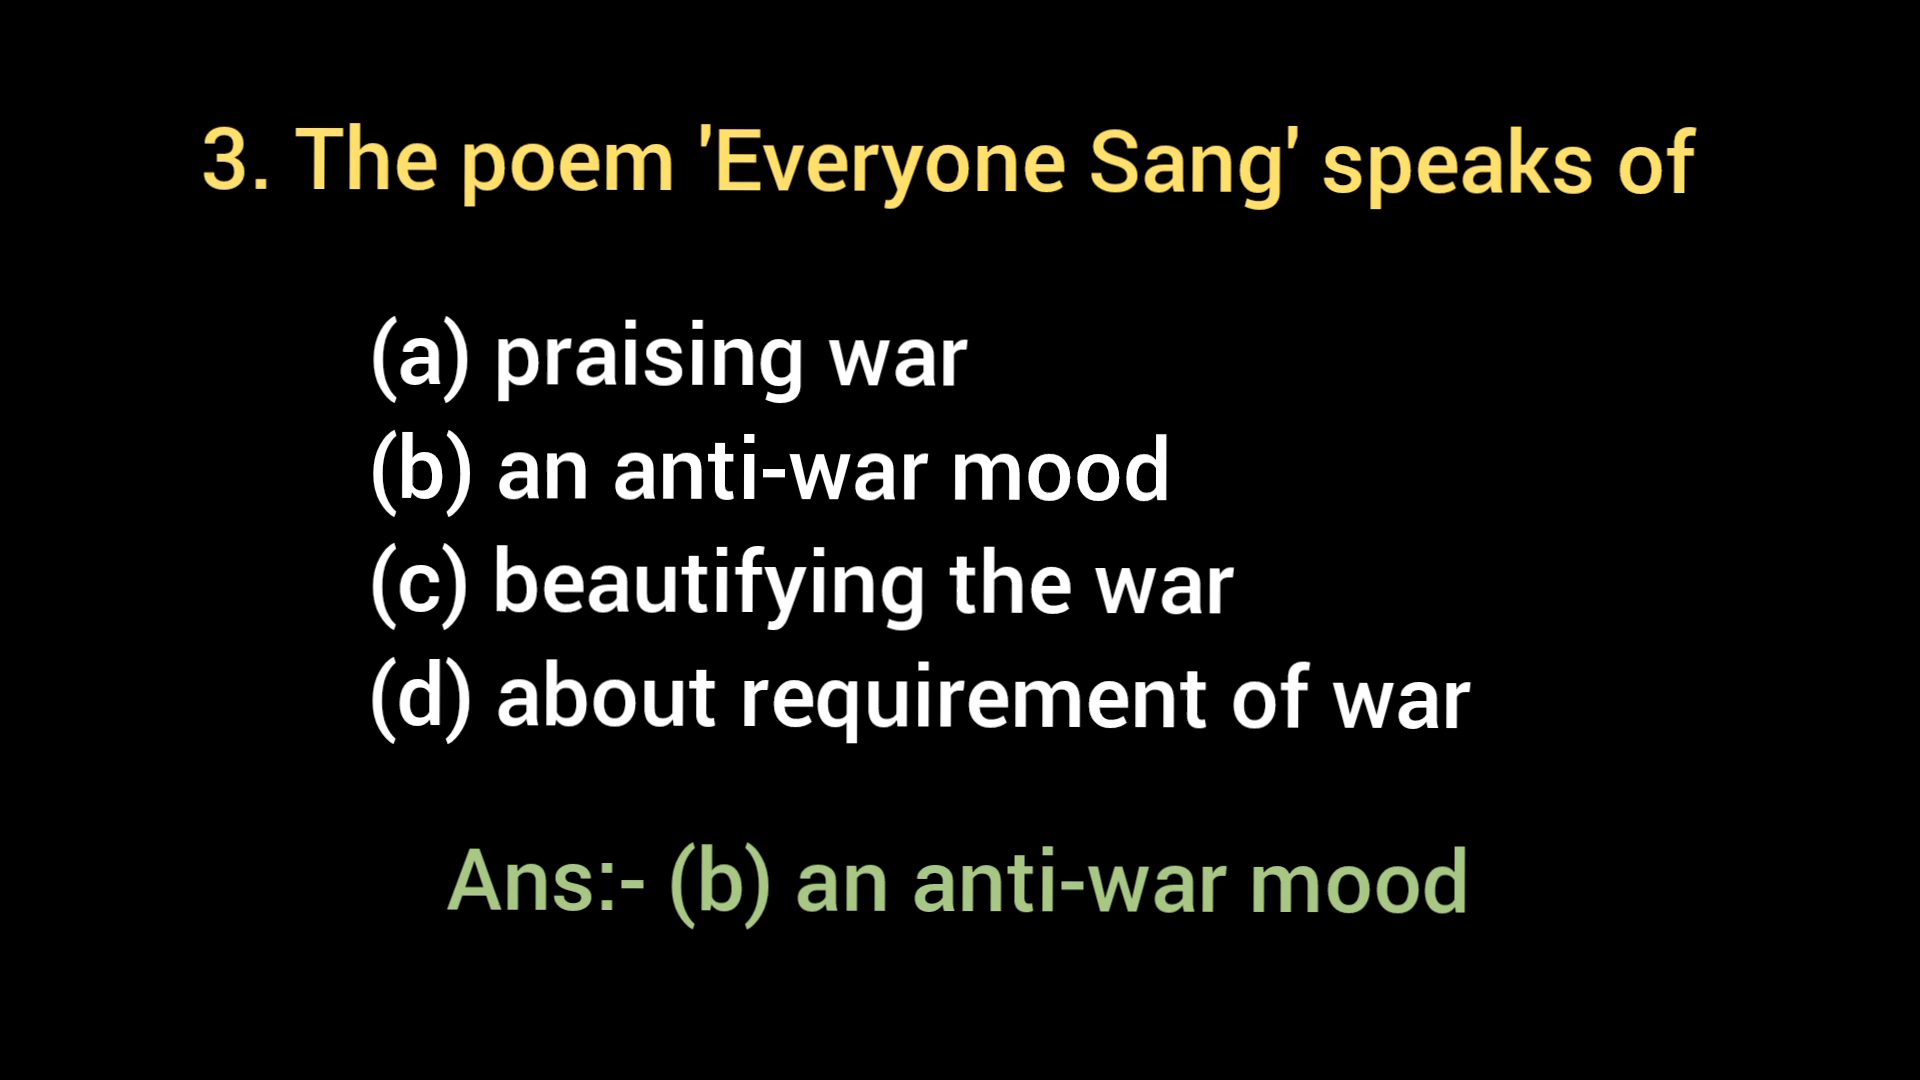 3. The poem 'Everyone Sang' speaks of
(a) praising war
(b) an anti-war mood
(c) beautifying the war
(d) about requirement of war
Ans:- (b) an anti-war mood